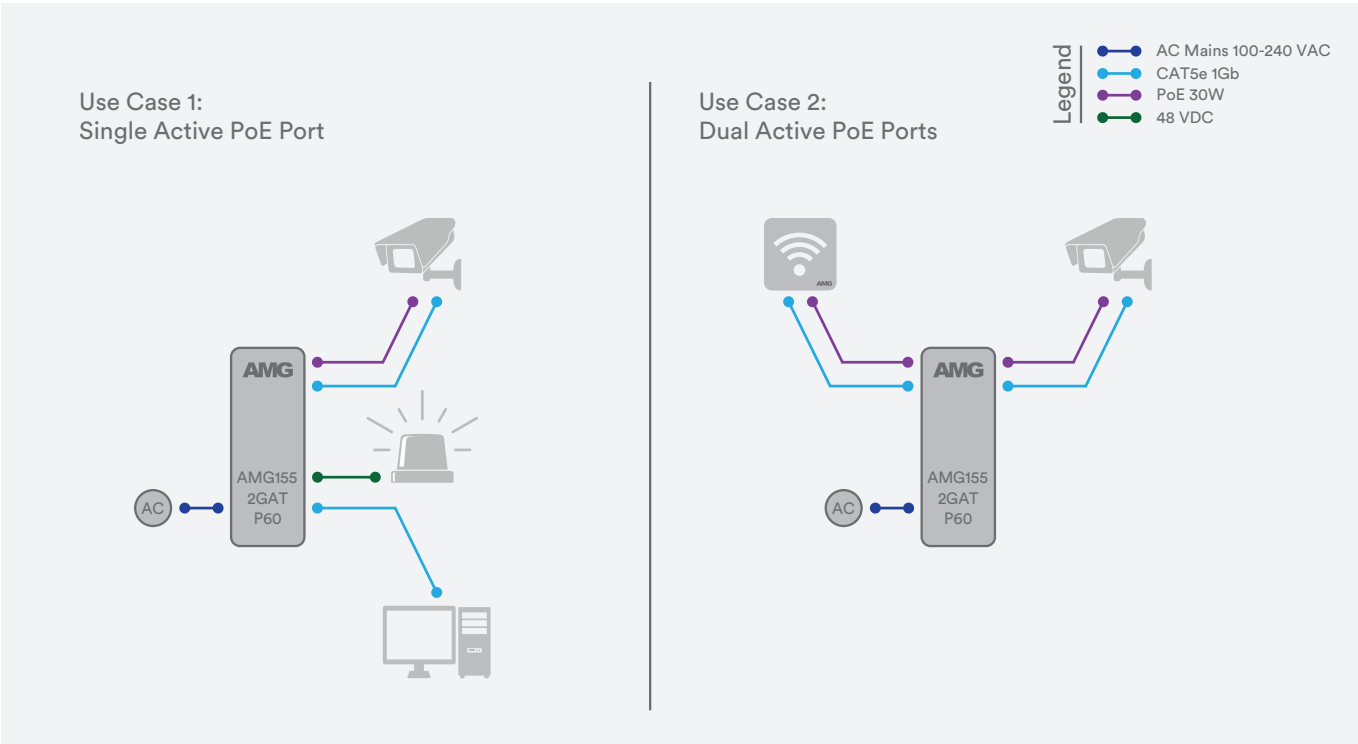 Use Case 1:
Single Active PoE Port
AMG
AMG155
2GAT
P60
AC
Use Case 2:
Dual Active PoE Ports
Legend
AC Mains 100-240 VAC
CAT5e 1Gb
PoE 30W
48 VDC
AMG
AMG
AMG155
2GAT
P60
AC